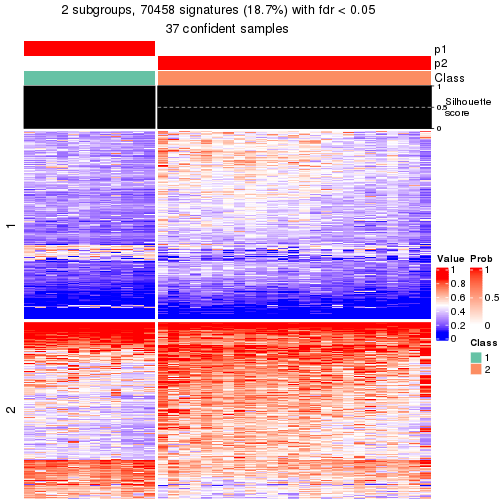 2 subgroups, 70458 signatures (18.7%) with fdr < 0.05
37 confident samples
p1
p2
Class
1
0.5
0
Silhouette
score
1
2
Value
1
0.8
0.6
0.4
0.2
0
Prob
1
0.5
0
Class
1
2